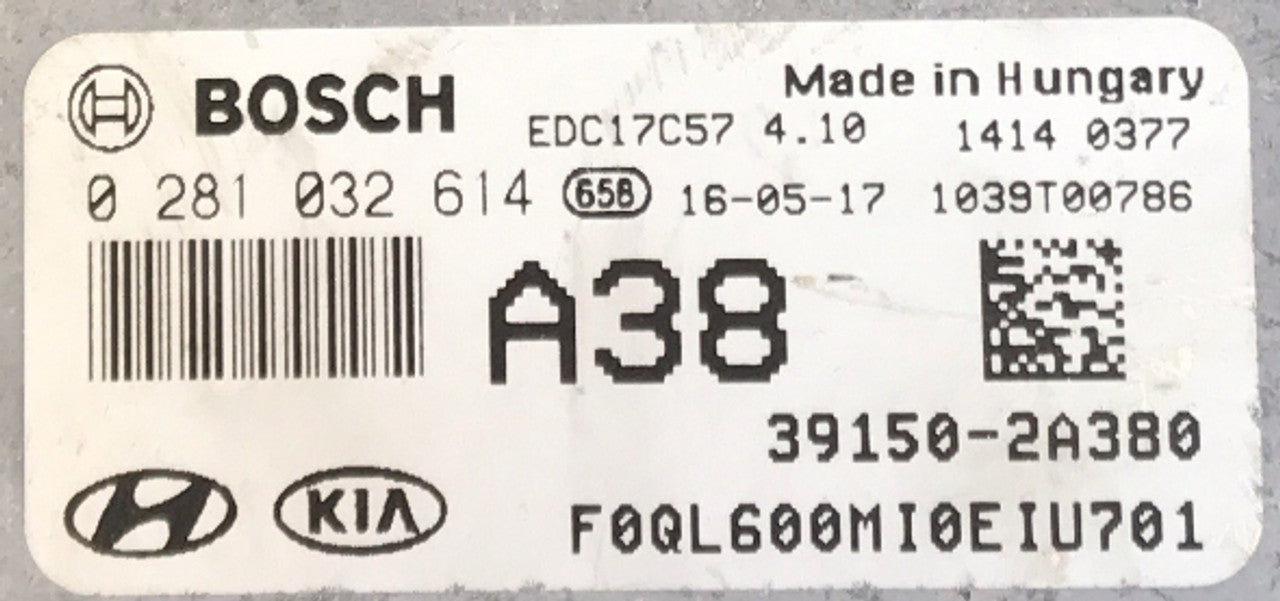 BOSCH
Made in Hungary
EDC17C57 4.10 1414 0377
0 281 032 614 658 16-05-17 1039T00786
A38
39150-2A380
KIA F0QL600MI0EIU701